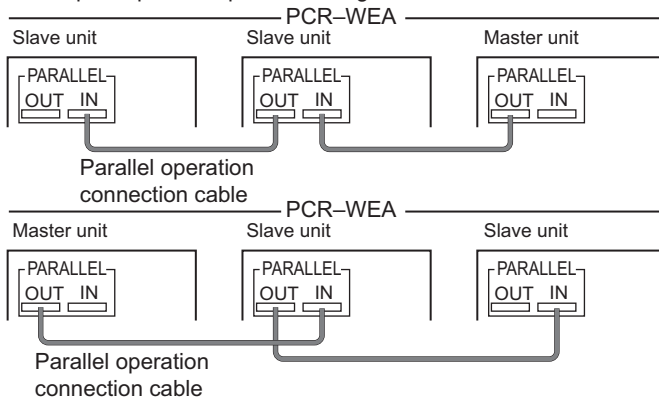 PCR–WEA
Slave unit Slave unit Master unit
PARALLEL PARALLEL PARALLEL
OUT IN OUT IN OUT IN
Parallel operation
connection cable
PCR–WEA
Master unit Slave unit Slave unit
PARALLEL PARALLEL PARALLEL
OUT IN OUT IN OUT IN
Parallel operation
connection cable